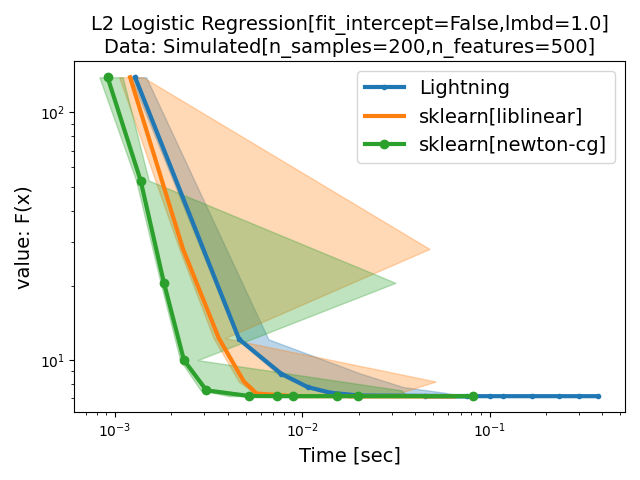 L2 Logistic Regression[fit_intercept=False,lmbd=1.0]
Data: Simulated[n_samples=200,n_features=500]
Lightning
sklearn[liblinear]
sklearn[newton-cg]
value: F(x)
10²
10¹
10⁻³ 10⁻² 10⁻¹
Time [sec]